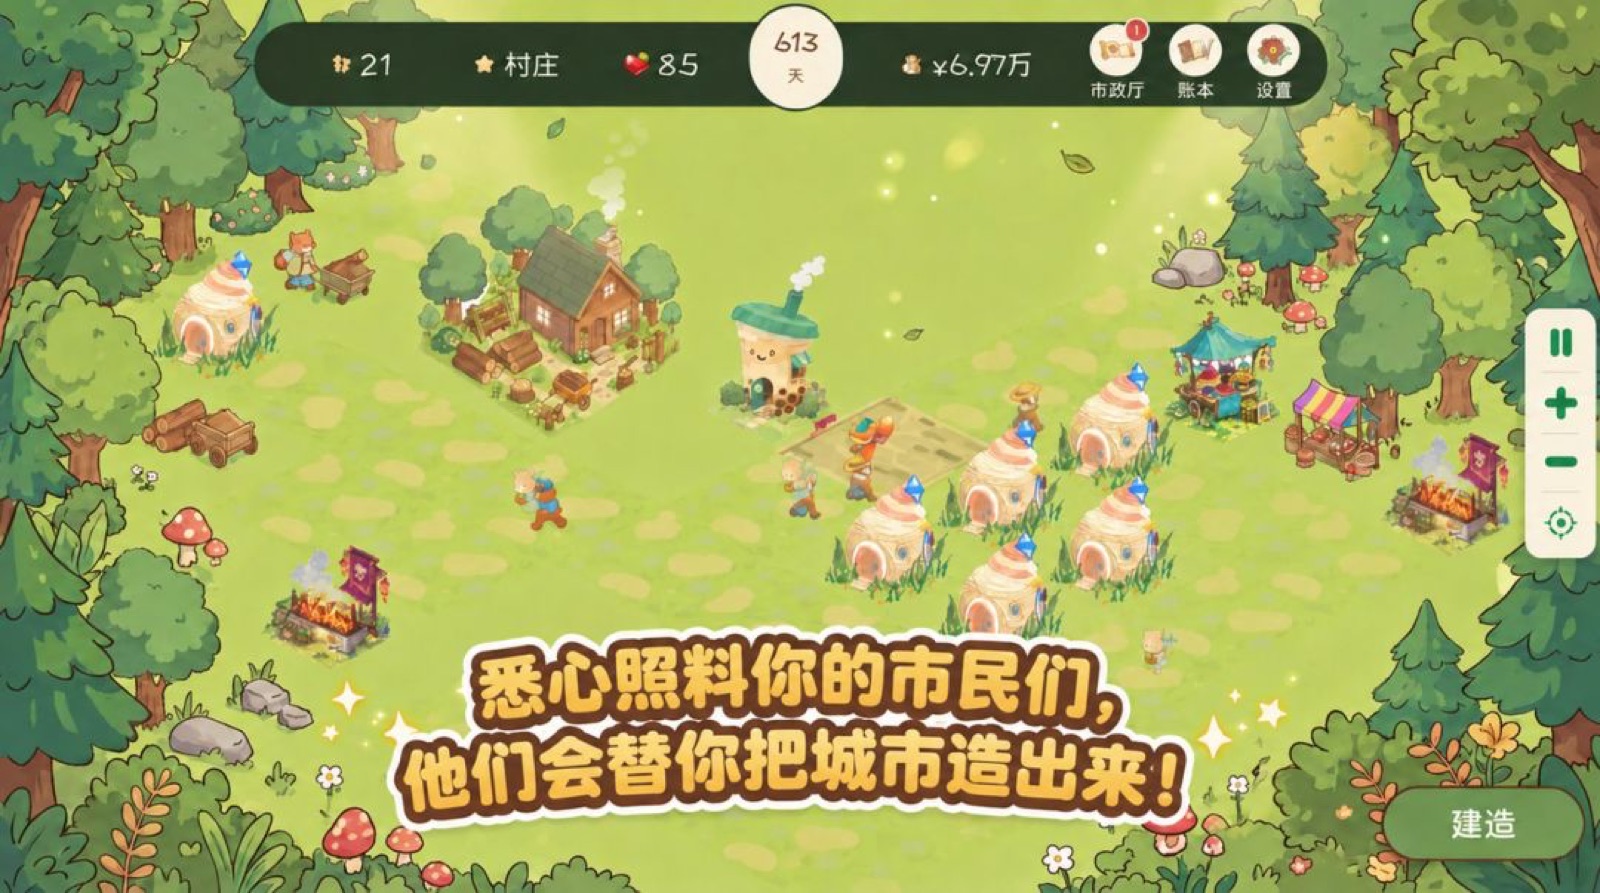 21
村庄
85
613
天
¥6.97万
1
市政厅
账本
设置
悉心照料你的市民们,
他们会替你把城市造出来!
建造